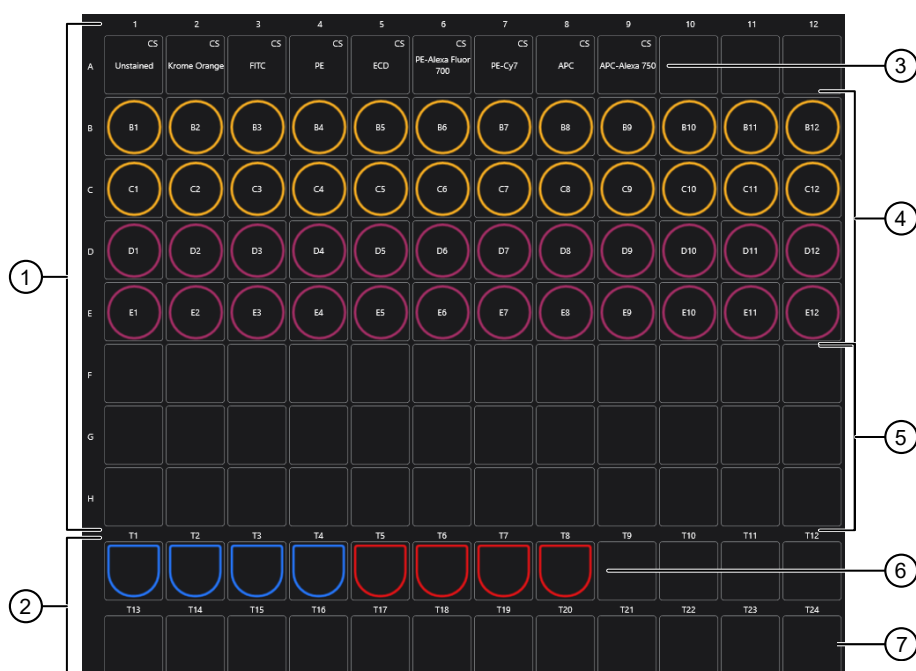 1 2 3 4 5 6 7 8 9 10 11 12
CS CS CS CS CS CS CS CS CS
A Unstained Krome Orange FITC PE ECD PE-Alexa Fluor 700 PE-Cy7 APC APC-Alexa 750 3
B B1 B2 B3 B4 B5 B6 B7 B8 B9 B10 B11 B12
C C1 C2 C3 C4 C5 C6 C7 C8 C9 C10 C11 C12
4
D D1 D2 D3 D4 D5 D6 D7 D8 D9 D10 D11 D12
1
E E1 E2 E3 E4 E5 E6 E7 E8 E9 E10 E11 E12
F
G 5
H
T1 T2 T3 T4 T5 T6 T7 T8 T9 T10 T11 T12
6
2
T13 T14 T15 T16 T17 T18 T19 T20 T21 T22 T23 T24
7